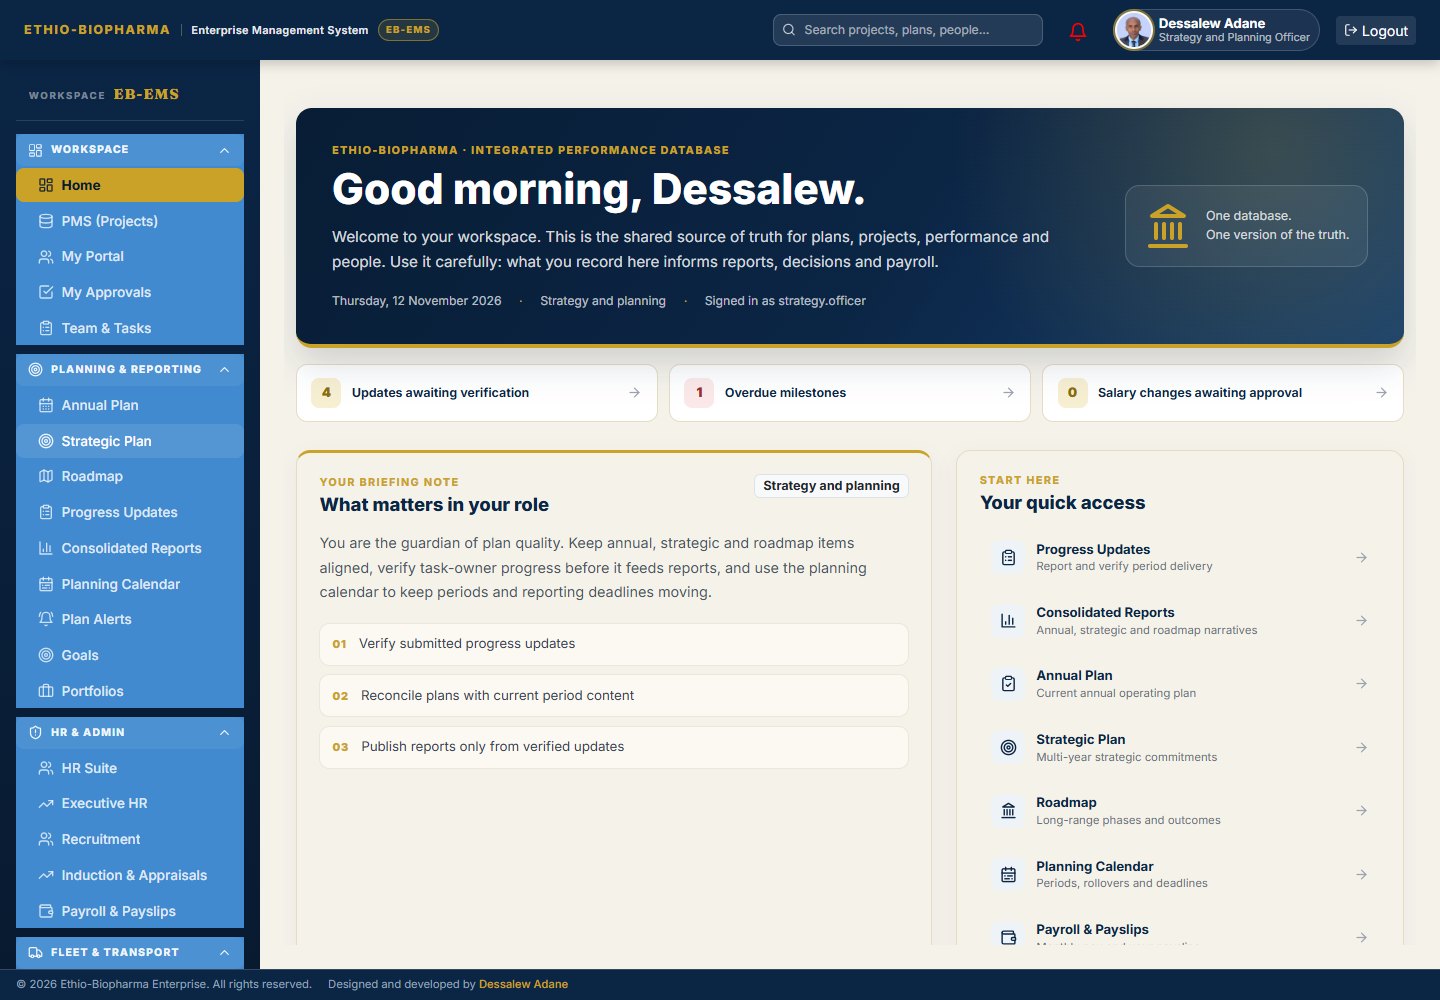 ETHIO-BIOPHARMA | Enterprise Management System EB-EMS
Search projects, plans, people...
Dessalew Adane
Strategy and Planning Officer
Logout
WORKSPACE EB-EMS
WORKSPACE
Home
PMS (Projects)
My Portal
My Approvals
Team & Tasks
PLANNING & REPORTING
Annual Plan
Strategic Plan
Roadmap
Progress Updates
Consolidated Reports
Planning Calendar
Plan Alerts
Goals
Portfolios
HR & ADMIN
HR Suite
Executive HR
Recruitment
Induction & Appraisals
Payroll & Payslips
FLEET & TRANSPORT
ETHIO-BIOPHARMA · INTEGRATED PERFORMANCE DATABASE
Good morning, Dessalew.
Welcome to your workspace. This is the shared source of truth for plans, projects, performance and
people. Use it carefully: what you record here informs reports, decisions and payroll.
Thursday, 12 November 2026 · Strategy and planning · Signed in as strategy.officer
One database.
One version of the truth.
4 Updates awaiting verification
1 Overdue milestones
0 Salary changes awaiting approval
YOUR BRIEFING NOTE
What matters in your role
Strategy and planning
You are the guardian of plan quality. Keep annual, strategic and roadmap items
aligned, verify task-owner progress before it feeds reports, and use the planning
calendar to keep periods and reporting deadlines moving.
01 Verify submitted progress updates
02 Reconcile plans with current period content
03 Publish reports only from verified updates
START HERE
Your quick access
Progress Updates
Report and verify period delivery
Consolidated Reports
Annual, strategic and roadmap narratives
Annual Plan
Current annual operating plan
Strategic Plan
Multi-year strategic commitments
Roadmap
Long-range phases and outcomes
Planning Calendar
Periods, rollovers and deadlines
Payroll & Payslips
© 2026 Ethio-Biopharma Enterprise. All rights reserved. Designed and developed by Dessalew Adane